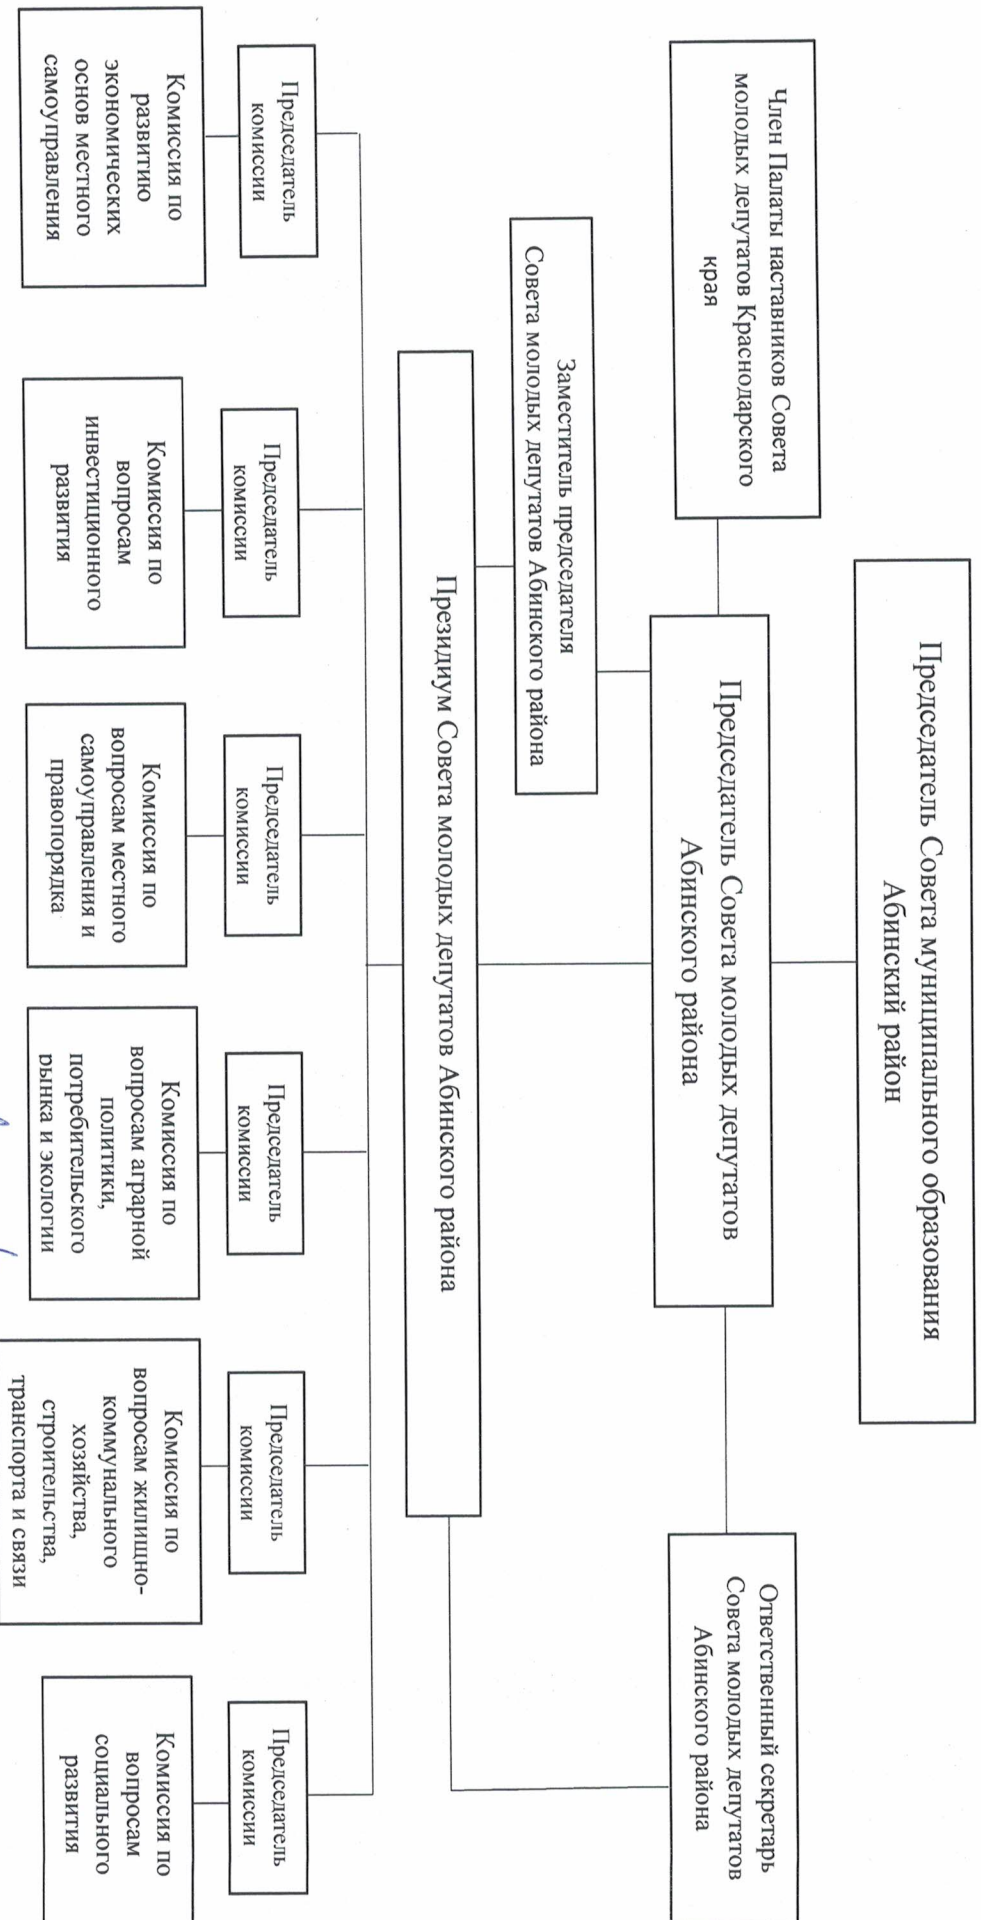 Председатель Совета муниципального образования
Абинский район
Член Палаты наставников Совета
молодых депутатов Краснодарского
края
Председатель Совета молодых депутатов
Абинского района
Ответственный секретарь
Совета молодых депутатов
Абинского района
Заместитель председателя
Совета молодых депутатов Абинского района
Президиум Совета молодых депутатов Абинского района
Председатель
комиссии
Председатель
комиссии
Председатель
комиссии
Председатель
комиссии
Председатель
комиссии
Председатель
комиссии
Комиссия по
развитию
экономических
основ местного
самоуправления
Комиссия по
вопросам
инвестиционного
развития
Комиссия по
вопросам местного
самоуправления и
правопорядка
Комиссия по
вопросам аграрной
политики,
потребительского
рынка и экологии
Комиссия по
вопросам жилищно-
коммунального
хозяйства,
строительства,
транспорта и связи
Комиссия по
вопросам
социального
развития